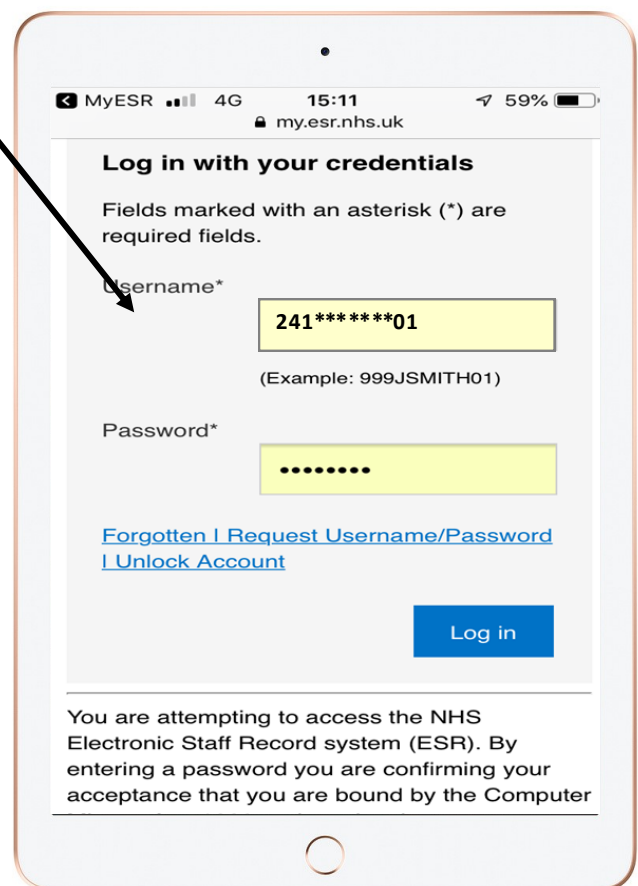 MyESR 4G 15:11 59%
my.esr.nhs.uk
Log in with your credentials
Fields marked with an asterisk (*) are
required fields.
Username*
241*******01
(Example: 999JSMITH01)
Password*
••••••••
Forgotten | Request Username/Password
| Unlock Account
Log in
You are attempting to access the NHS
Electronic Staff Record system (ESR). By
entering a password you are confirming your
acceptance that you are bound by the Computer